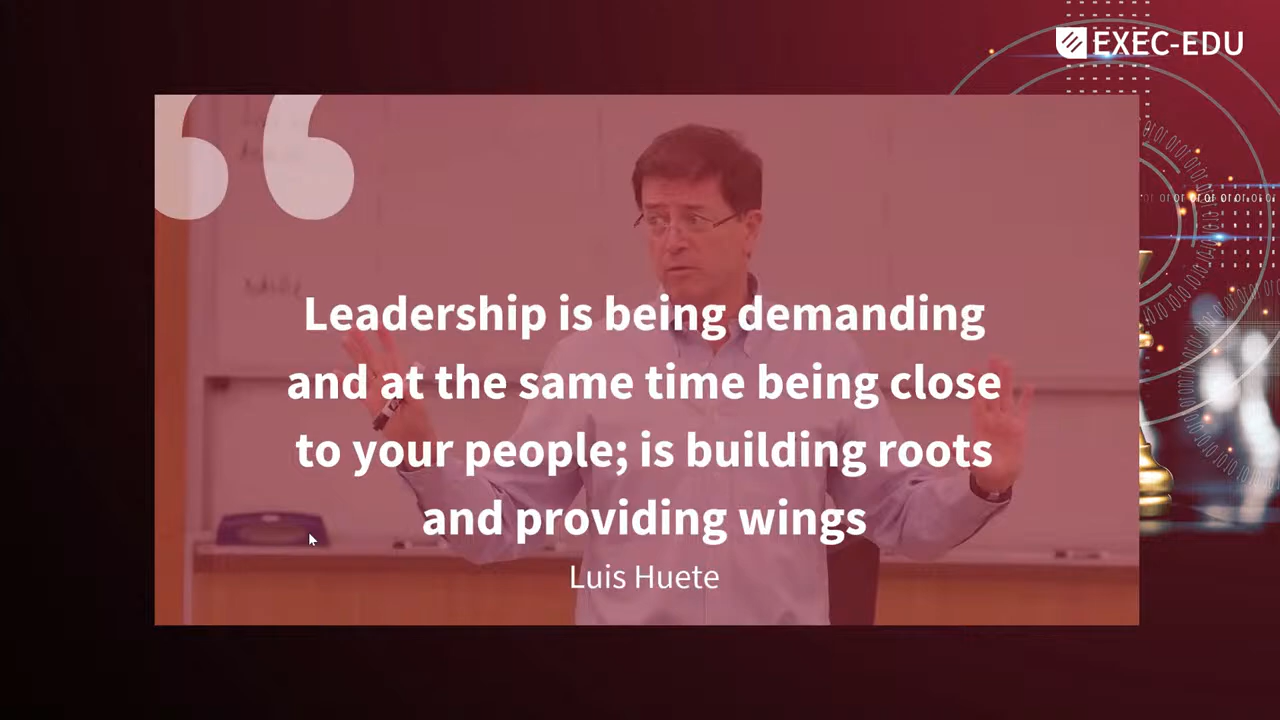 EXEC-EDU
Leadership is being demanding
and at the same time being close
to your people; is building roots
and providing wings
Luis Huete